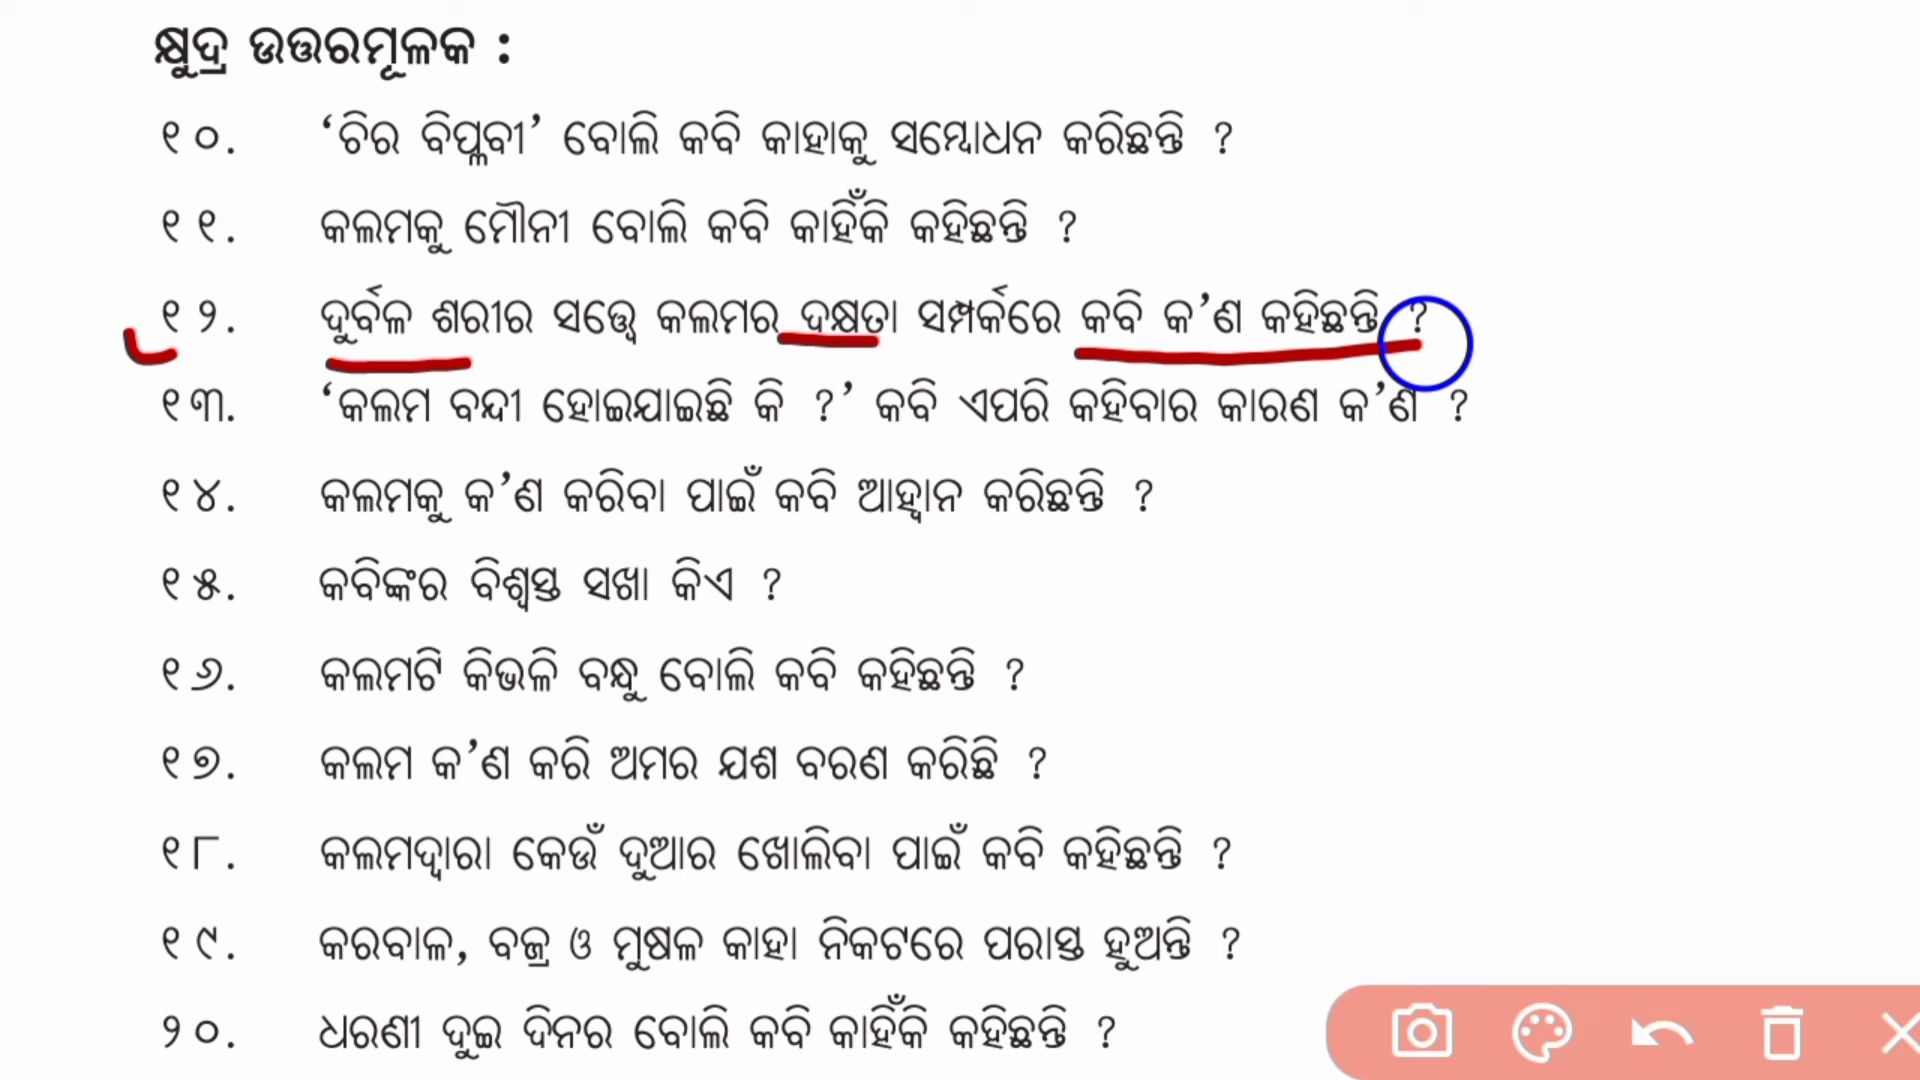 କ୍ଷୁଦ୍ର ଉତ୍ତରମୂଳକ :
୧୦. ‘ଚିର ବିପ୍ଳବୀ’ ବୋଲି କବି କାହାକୁ ସମ୍ବୋଧନ କରିଛନ୍ତି ?
୧୧. କଲମକୁ ମୌନୀ ବୋଲି କବି କାହିଁକି କହିଛନ୍ତି ?
୧୨. ଦୁର୍ବଳ ଶରୀର ସତ୍ତ୍ୱେ କଲମର ଦକ୍ଷତା ସମ୍ପର୍କରେ କବି କ’ଣ କହିଛନ୍ତି ?
୧୩. ‘କଲମ ବନ୍ଦୀ ହୋଇଯାଇଛି କି ?’ କବି ଏପରି କହିବାର କାରଣ କ’ଣ ?
୧୪. କଲମକୁ କ’ଣ କରିବା ପାଇଁ କବି ଆହ୍ୱାନ କରିଛନ୍ତି ?
୧୫. କବିଙ୍କର ବିଶ୍ୱସ୍ତ ସଖା କିଏ ?
୧୬. କଲମଟି କିଭଳି ବନ୍ଧୁ ବୋଲି କବି କହିଛନ୍ତି ?
୧୭. କଲମ କ’ଣ କରି ଅମର ଯଶ ବରଣ କରିଛି ?
୧୮. କଲମଦ୍ୱାରା କେଉଁ ଦୁଆର ଖୋଲିବା ପାଇଁ କବି କହିଛନ୍ତି ?
୧୯. କରବାଳ, ବଜ୍ର ଓ ମୁଷଳ କାହା ନିକଟରେ ପରାସ୍ତ ହୁଅନ୍ତି ?
୨୦. ଧରଣୀ ଦୁଇ ଦିନର ବୋଲି କବି କାହିଁକି କହିଛନ୍ତି ?